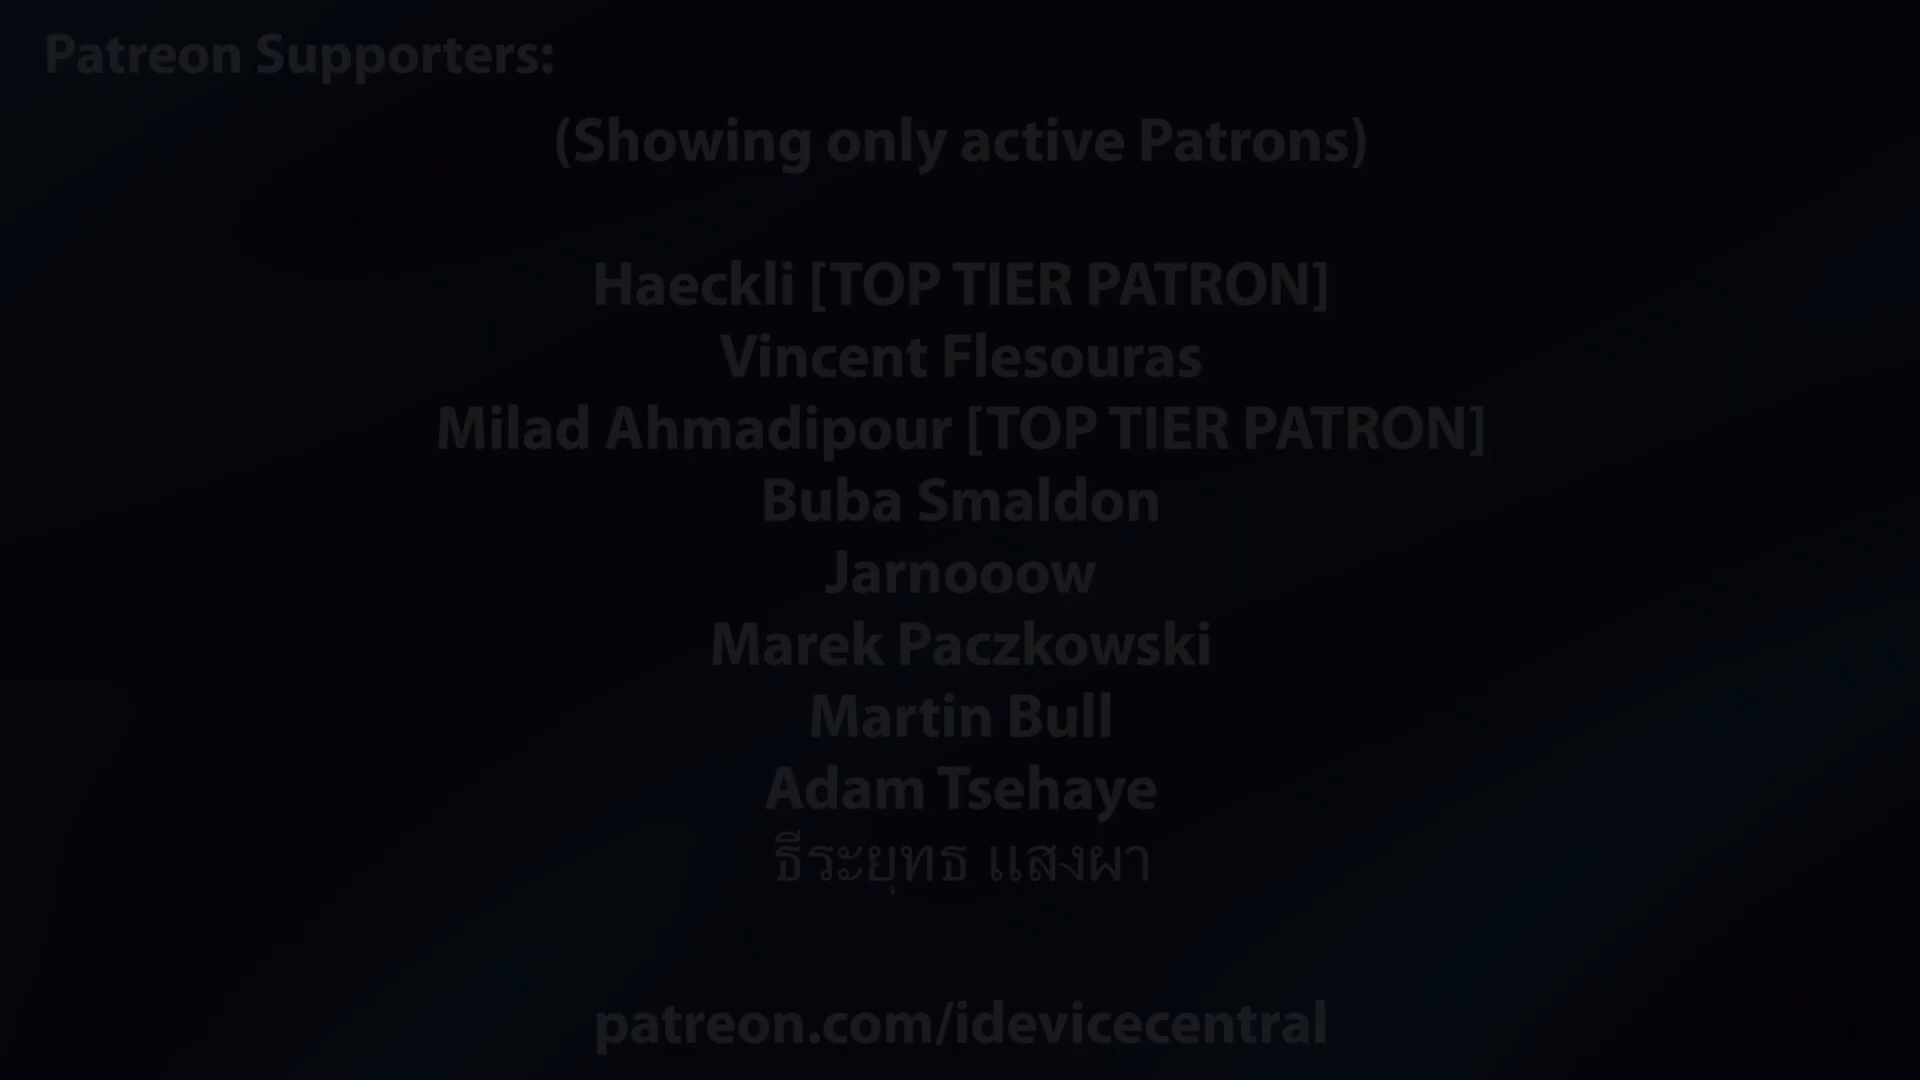 Patreon Supporters:
(Showing only active Patrons)
Haeckli [TOP TIER PATRON]
Vincent Flesouras
Milad Ahmadipour [TOP TIER PATRON]
Buba Smaldon
Jarnooow
Marek Paczkowski
Martin Bull
Adam Tsehaye
ธีระยุทธ แสงผา
patreon.com/idevicecentral